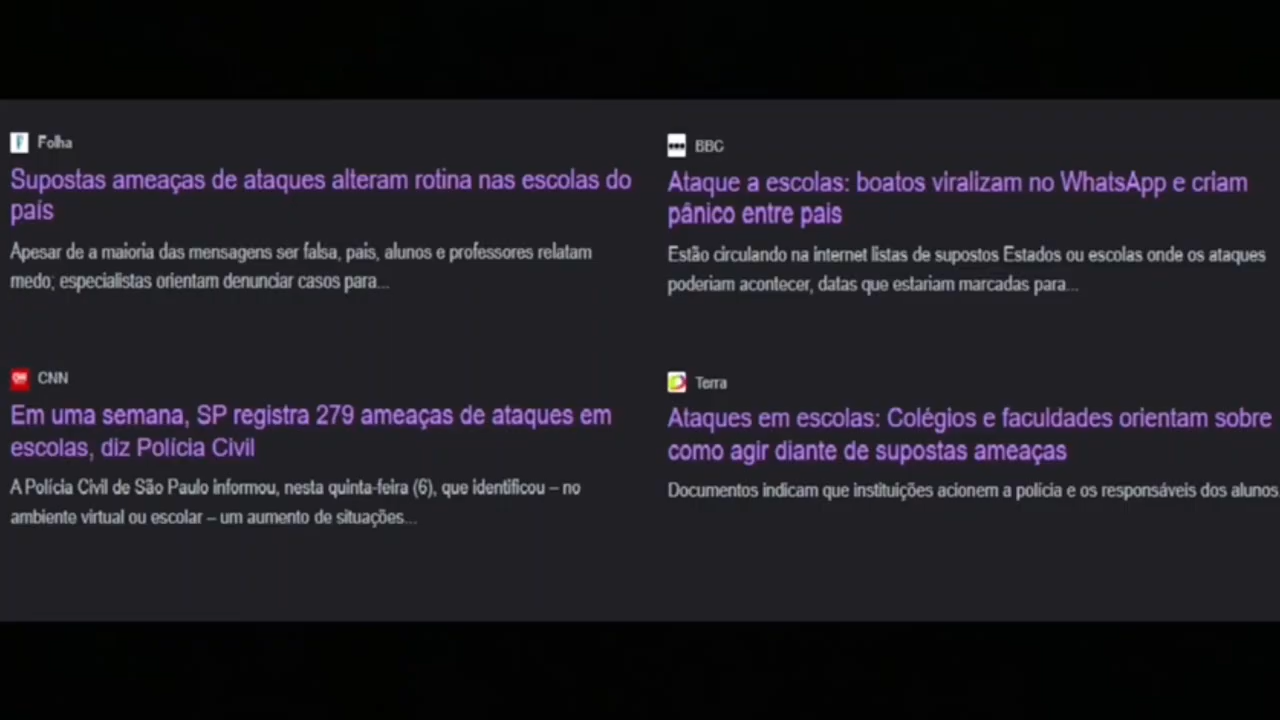 Folha
Supostas ameaças de ataques alteram rotina nas escolas do
país
Apesar de a maioria das mensagens ser falsa, pais, alunos e professores relatam
medo; especialistas orientam denunciar casos para...
BBC
Ataque a escolas: boatos viralizam no WhatsApp e criam
pânico entre pais
Estão circulando na internet listas de supostos Estados ou escolas onde os ataques
poderiam acontecer, datas que estariam marcadas para...
CNN
Em uma semana, SP registra 279 ameaças de ataques em
escolas, diz Polícia Civil
A Polícia Civil de São Paulo informou, nesta quinta-feira (6), que identificou – no
ambiente virtual ou escolar – um aumento de situações...
Terra
Ataques em escolas: Colégios e faculdades orientam sobre
como agir diante de supostas ameaças
Documentos indicam que instituições acionem a polícia e os responsáveis dos alunos